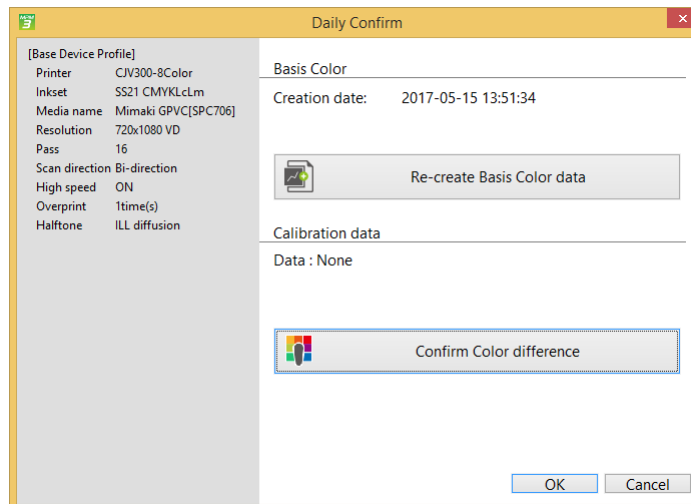 MPM
3
Daily Confirm
[Base Device Profile]
Printer CJV300-8Color
Inkset SS21 CMYKLcLm
Media name Mimaki GPVC[SPC706]
Resolution 720x1080 VD
Pass 16
Scan direction Bi-direction
High speed ON
Overprint 1time(s)
Halftone ILL diffusion
Basis Color
Creation date: 2017-05-15 13:51:34
Re-create Basis Color data
Calibration data
Data : None
Confirm Color difference
OK Cancel